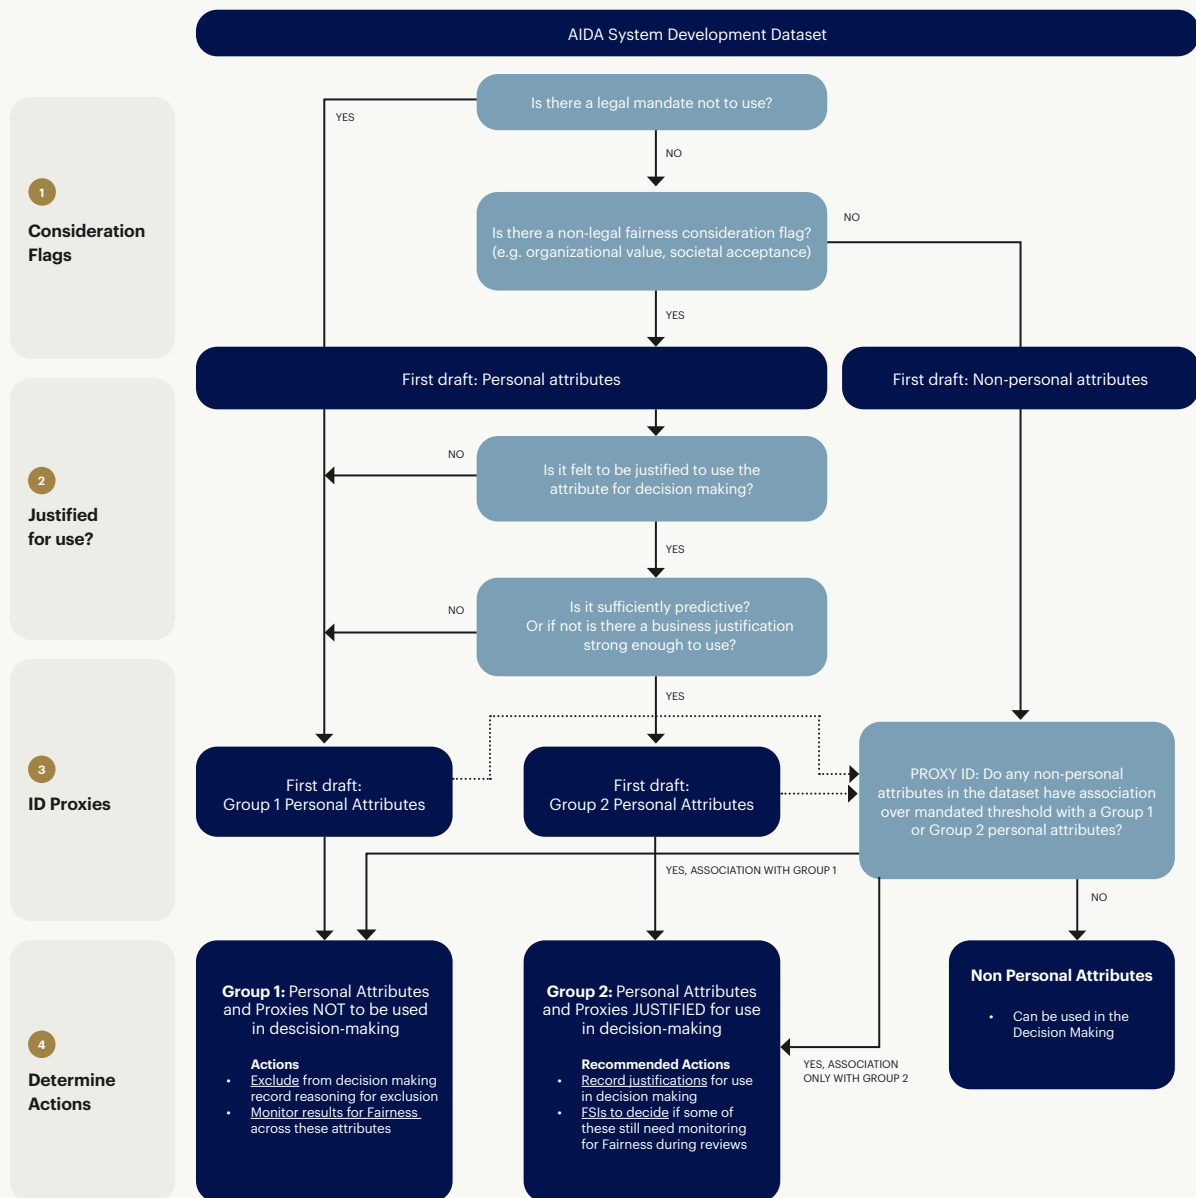 AIDA System Development Dataset
Is there a legal mandate not to use?
YES
NO
1
Consideration
Flags
Is there a non-legal fairness consideration flag?
(e.g. organizational value, societal acceptance)
NO
YES
First draft: Personal attributes
First draft: Non-personal attributes
2
Justified
for use?
NO
Is it felt to be justified to use the
attribute for decision making?
YES
NO
Is it sufficiently predictive?
Or if not is there a business justification
strong enough to use?
YES
3
ID Proxies
First draft:
Group 1 Personal Attributes
First draft:
Group 2 Personal Attributes
PROXY ID: Do any non-personal
attributes in the dataset have association
over mandated threshold with a Group 1
or Group 2 personal attributes?
YES, ASSOCIATION WITH GROUP 1
NO
4
Determine
Actions
Group 1: Personal Attributes
and Proxies NOT to be used
in descision-making
Actions
• Exclude from decision making
record reasoning for exclusion
• Monitor results for Fairness
across these attributes
Group 2: Personal Attributes
and Proxies JUSTIFIED for use
in decision-making
Recommended Actions
• Record justifications for use
in decision making
• FSIs to decide if some of
these still need monitoring
for Fairness during reviews
YES, ASSOCIATION
ONLY WITH GROUP 2
Non Personal Attributes
• Can be used in the
Decision Making